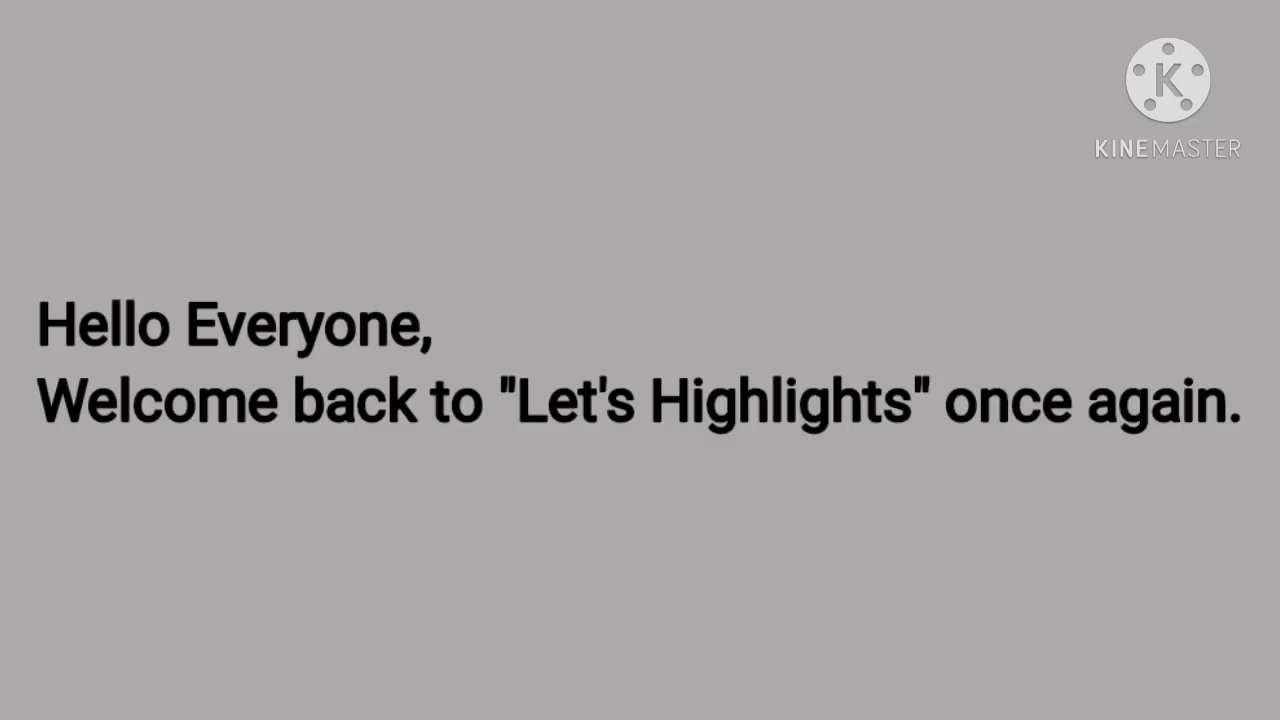 K
KINEMASTER
Hello Everyone,
Welcome back to "Let's Highlights" once again.